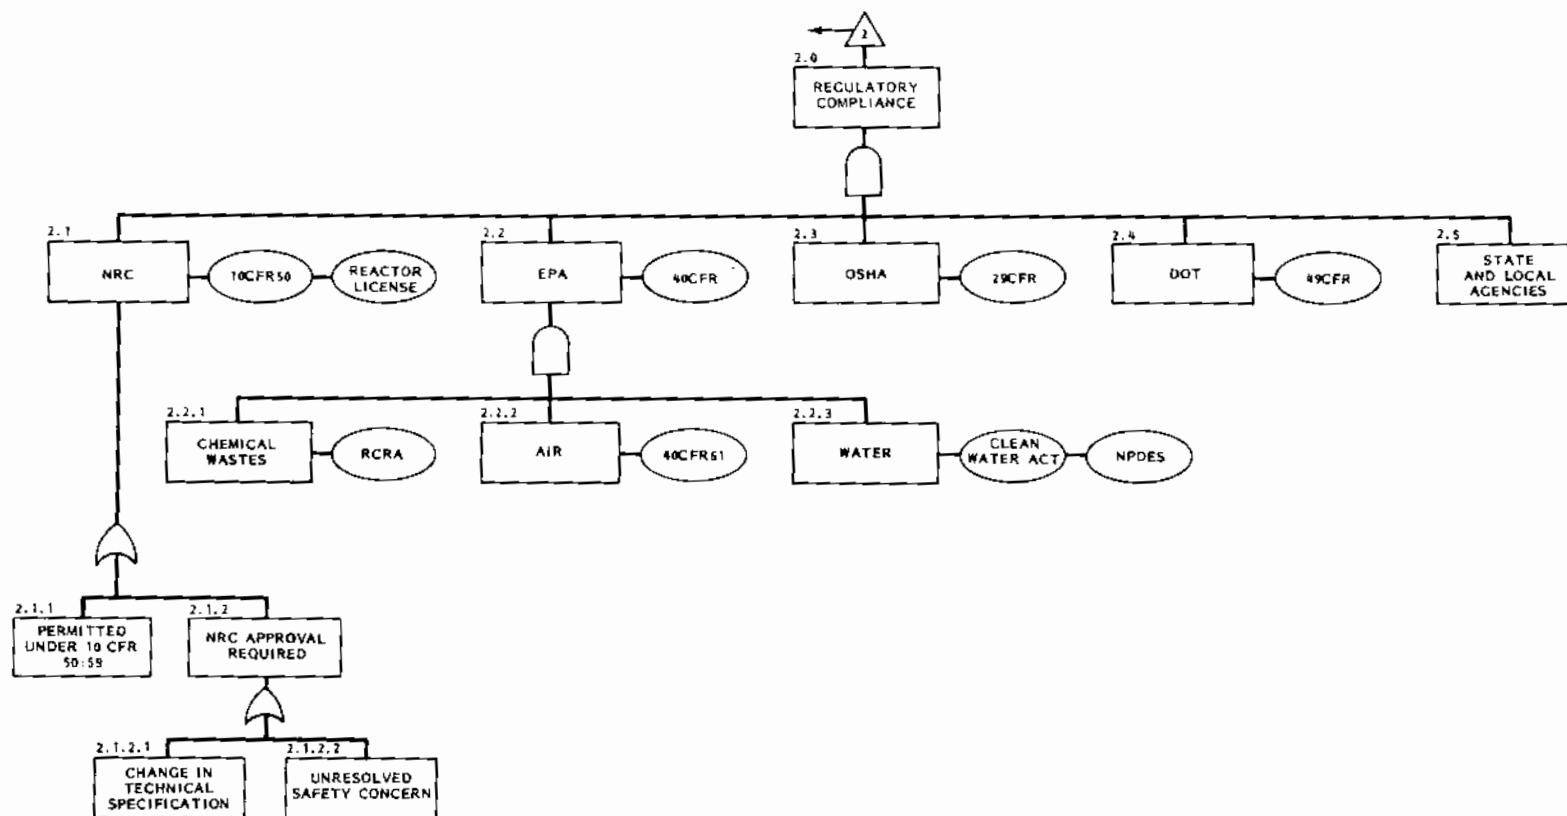 2
2.0
REGULATORY
COMPLIANCE
2.1
NRC
10CFR50
REACTOR
LICENSE
2.2
EPA
40CFR
2.3
OSHA
29CFR
2.4
DOT
49CFR
2.5
STATE
AND LOCAL
AGENCIES
2.2.1
CHEMICAL
WASTES
RCRA
2.2.2
AIR
40CFR61
2.2.3
WATER
CLEAN
WATER ACT
NPDES
2.1.1
PERMITTED
UNDER 10 CFR
50:59
2.1.2
NRC APPROVAL
REQUIRED
2.1.2.1
CHANGE IN
TECHNICAL
SPECIFICATION
2.1.2.2
UNRESOLVED
SAFETY CONCERN